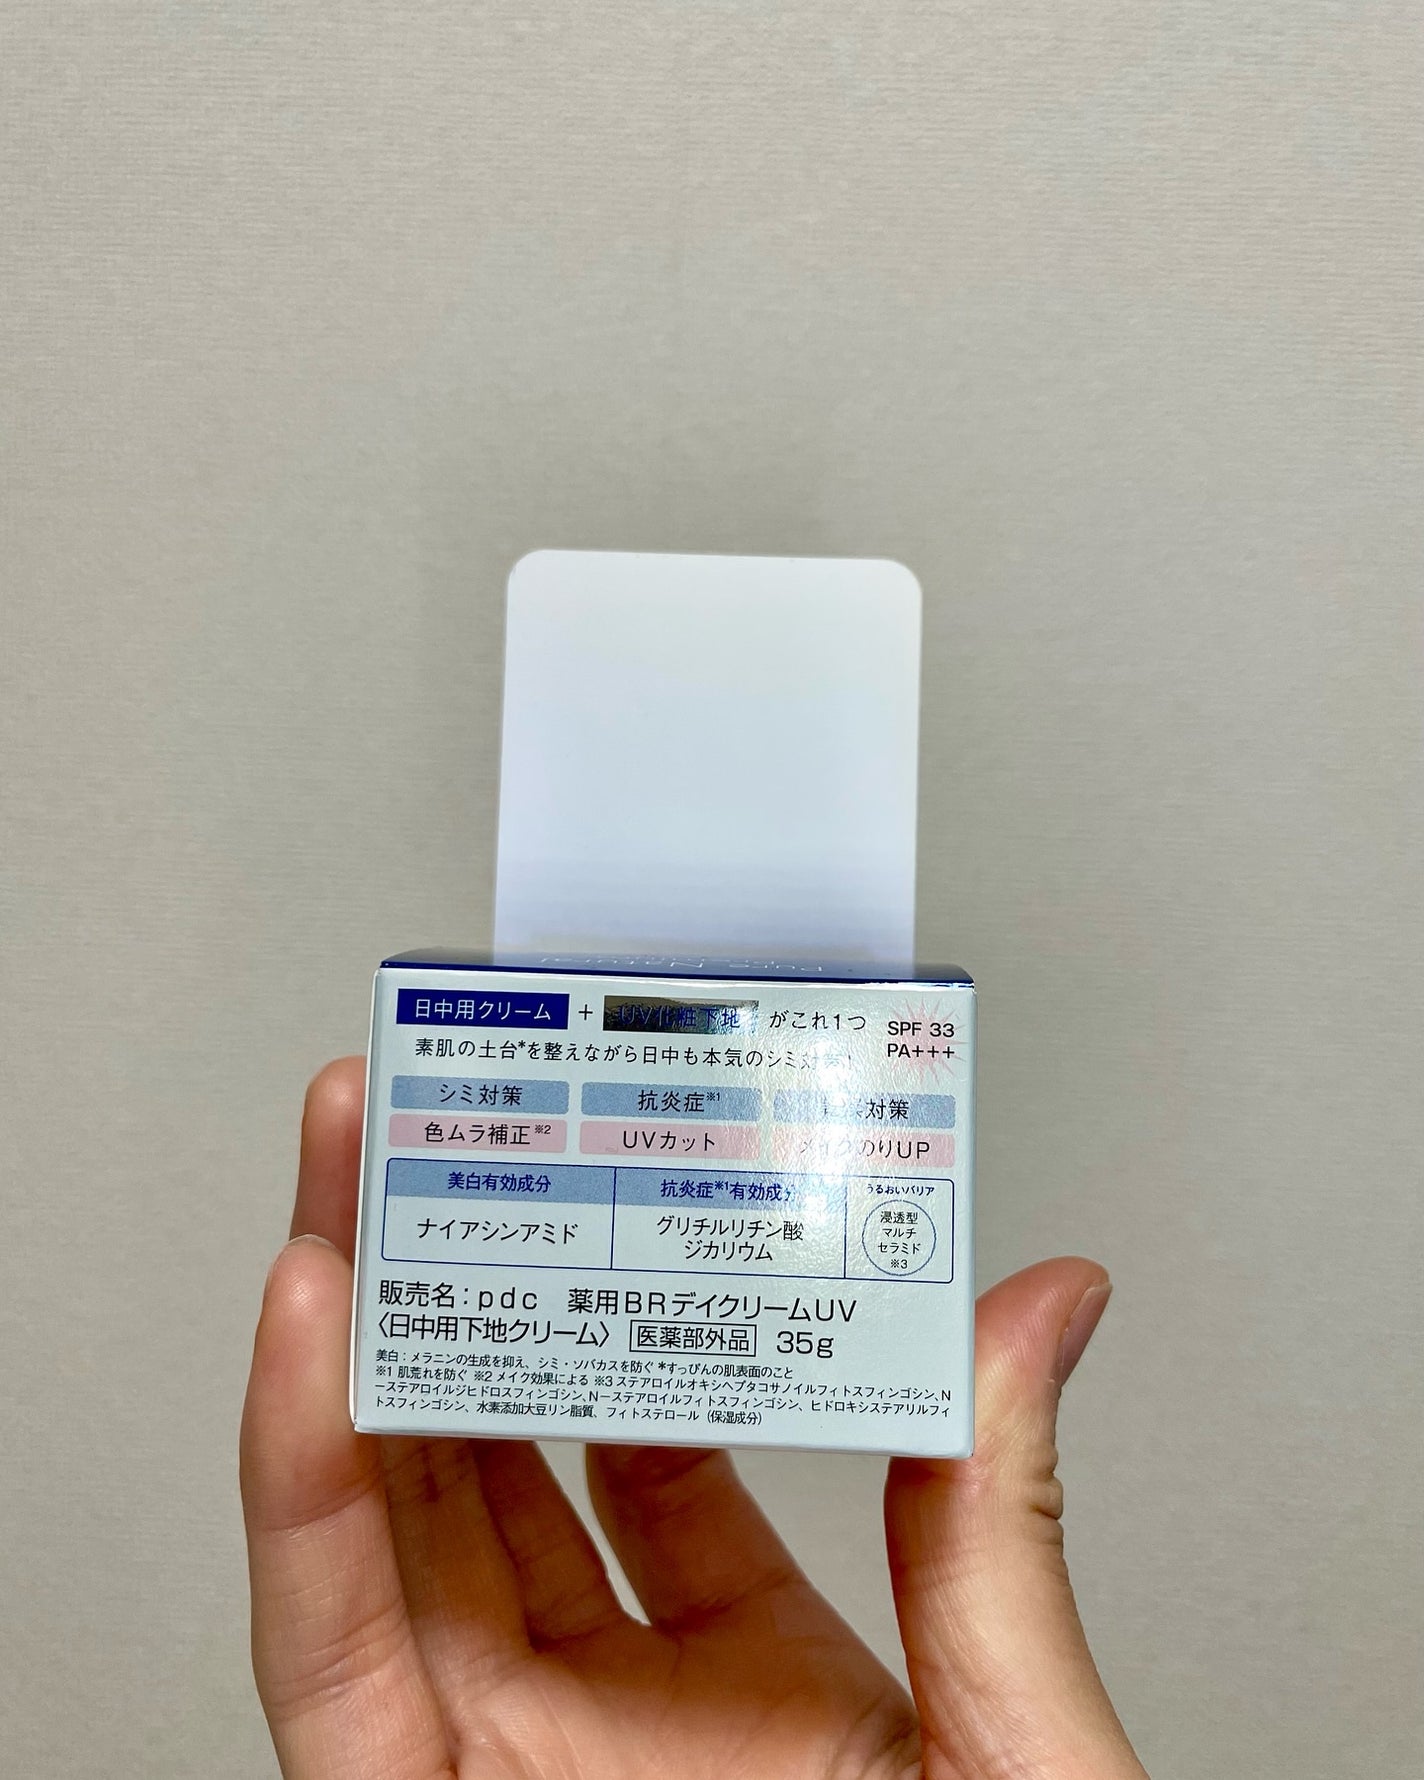 Pure Natural
日中用クリーム + UV化粧下地 がこれ1つ SPF 33
PA+++
素肌の土台*を整えながら日中も本気のシミ対策!
シミ対策 抗炎症※1 対策
色ムラ補正※2 UVカット メイクのりUP
美白有効成分 抗炎症※1有効成分 うるおいバリア
ナイアシンアミド
グリチルリチン酸
ジカリウム
浸透型
マルチ
セラミド
※3
販売名：pdc 薬用BRデイクリームUV
〈日中用下地クリーム〉 医薬部外品 35g
美白：メラニンの生成を抑え、シミ・ソバカスを防ぐ *すっぴんの肌表面のこと
※1 肌荒れを防ぐ ※2 メイク効果による ※3 ステアロイルオキシヘプタコサノイルフィトスフィンゴシン、N
ーステアロイルジヒドロスフィンゴシン、Nーステアロイルフィトスフィンゴシン、ヒドロキシステアリルフィ
トスフィンゴシン、水素添加大豆リン脂質、フィトステロール（保湿成分）